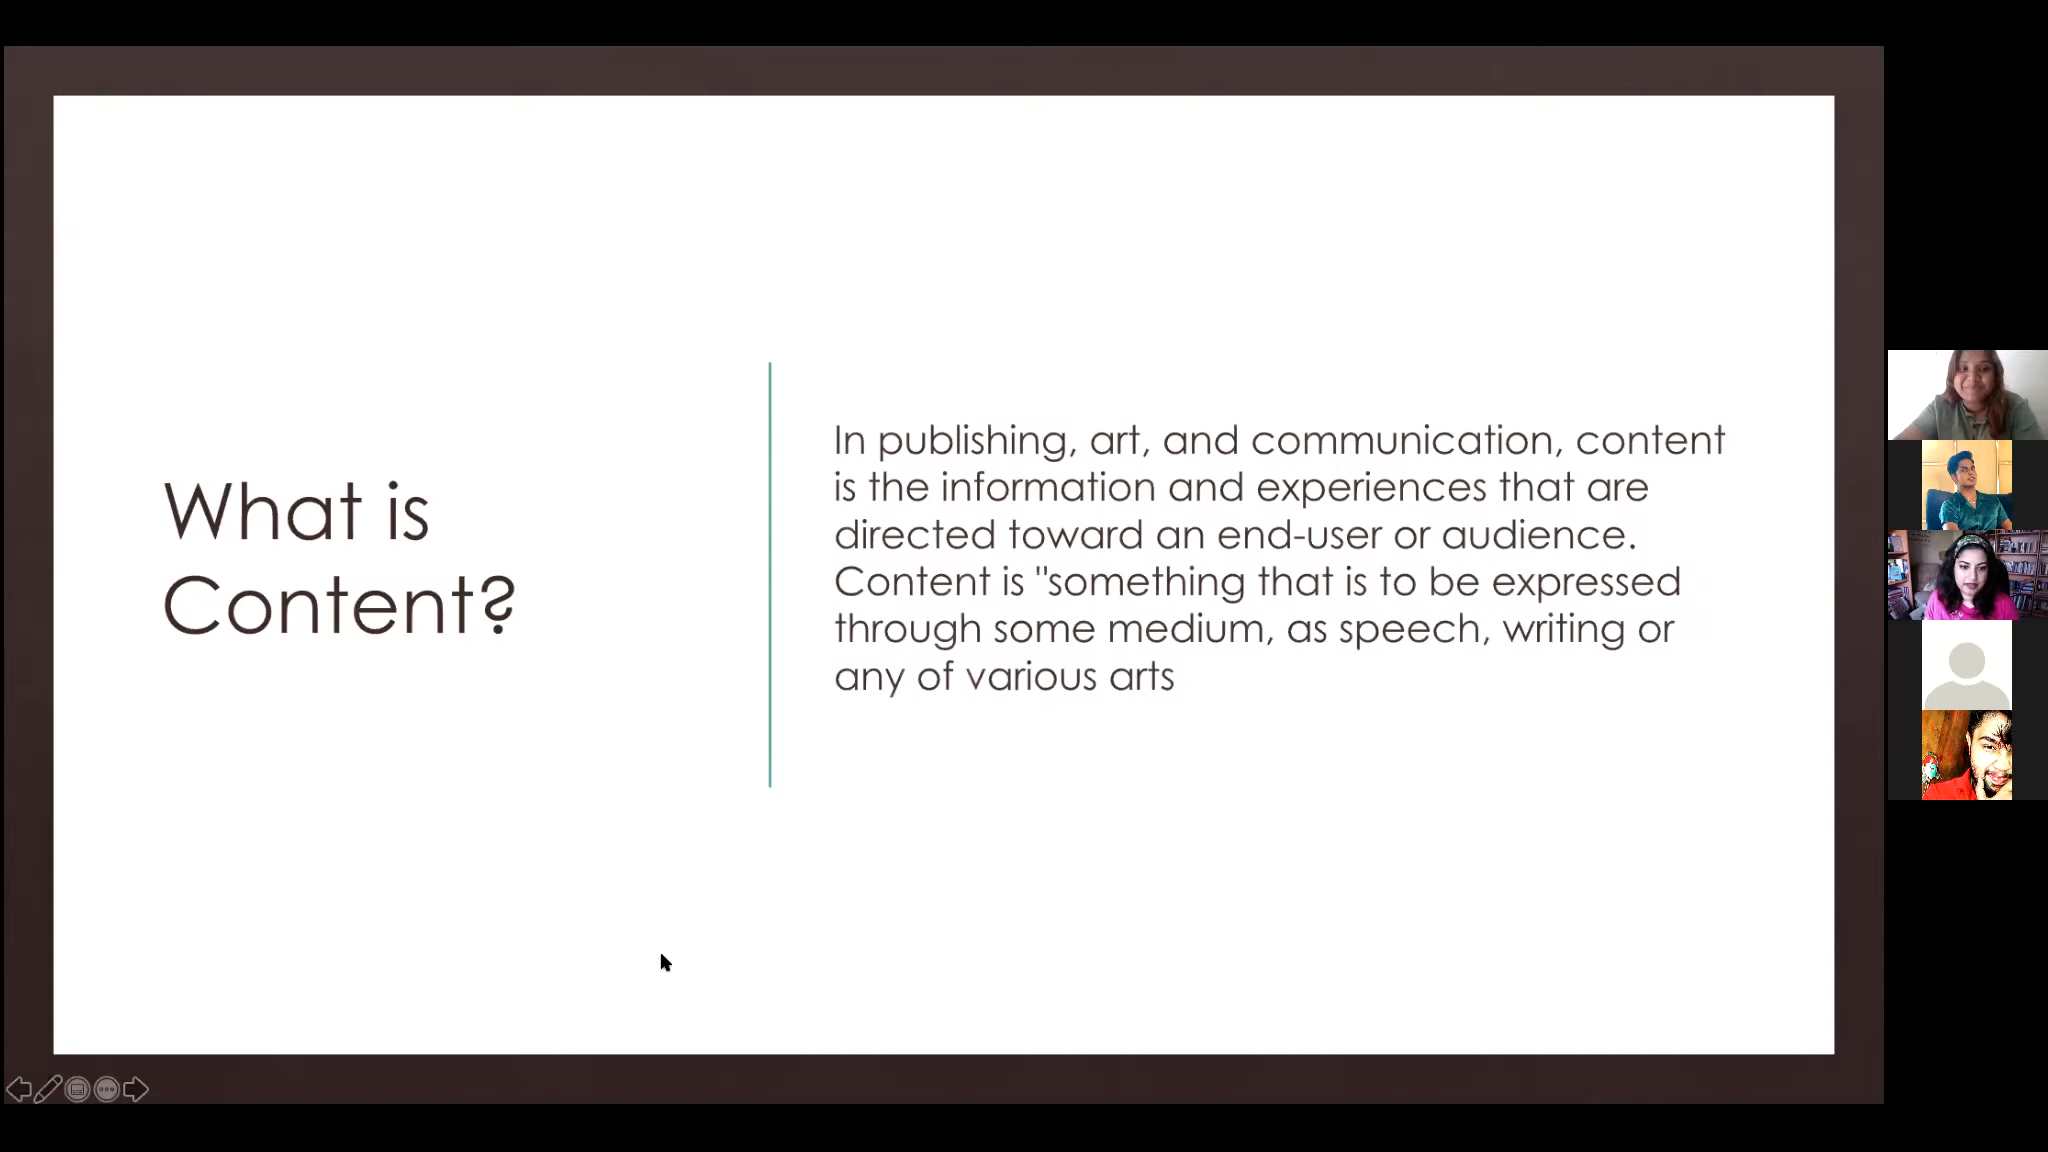 What is
Content?
In publishing, art, and communication, content
is the information and experiences that are
directed toward an end-user or audience.
Content is "something that is to be expressed
through some medium, as speech, writing or
any of various arts